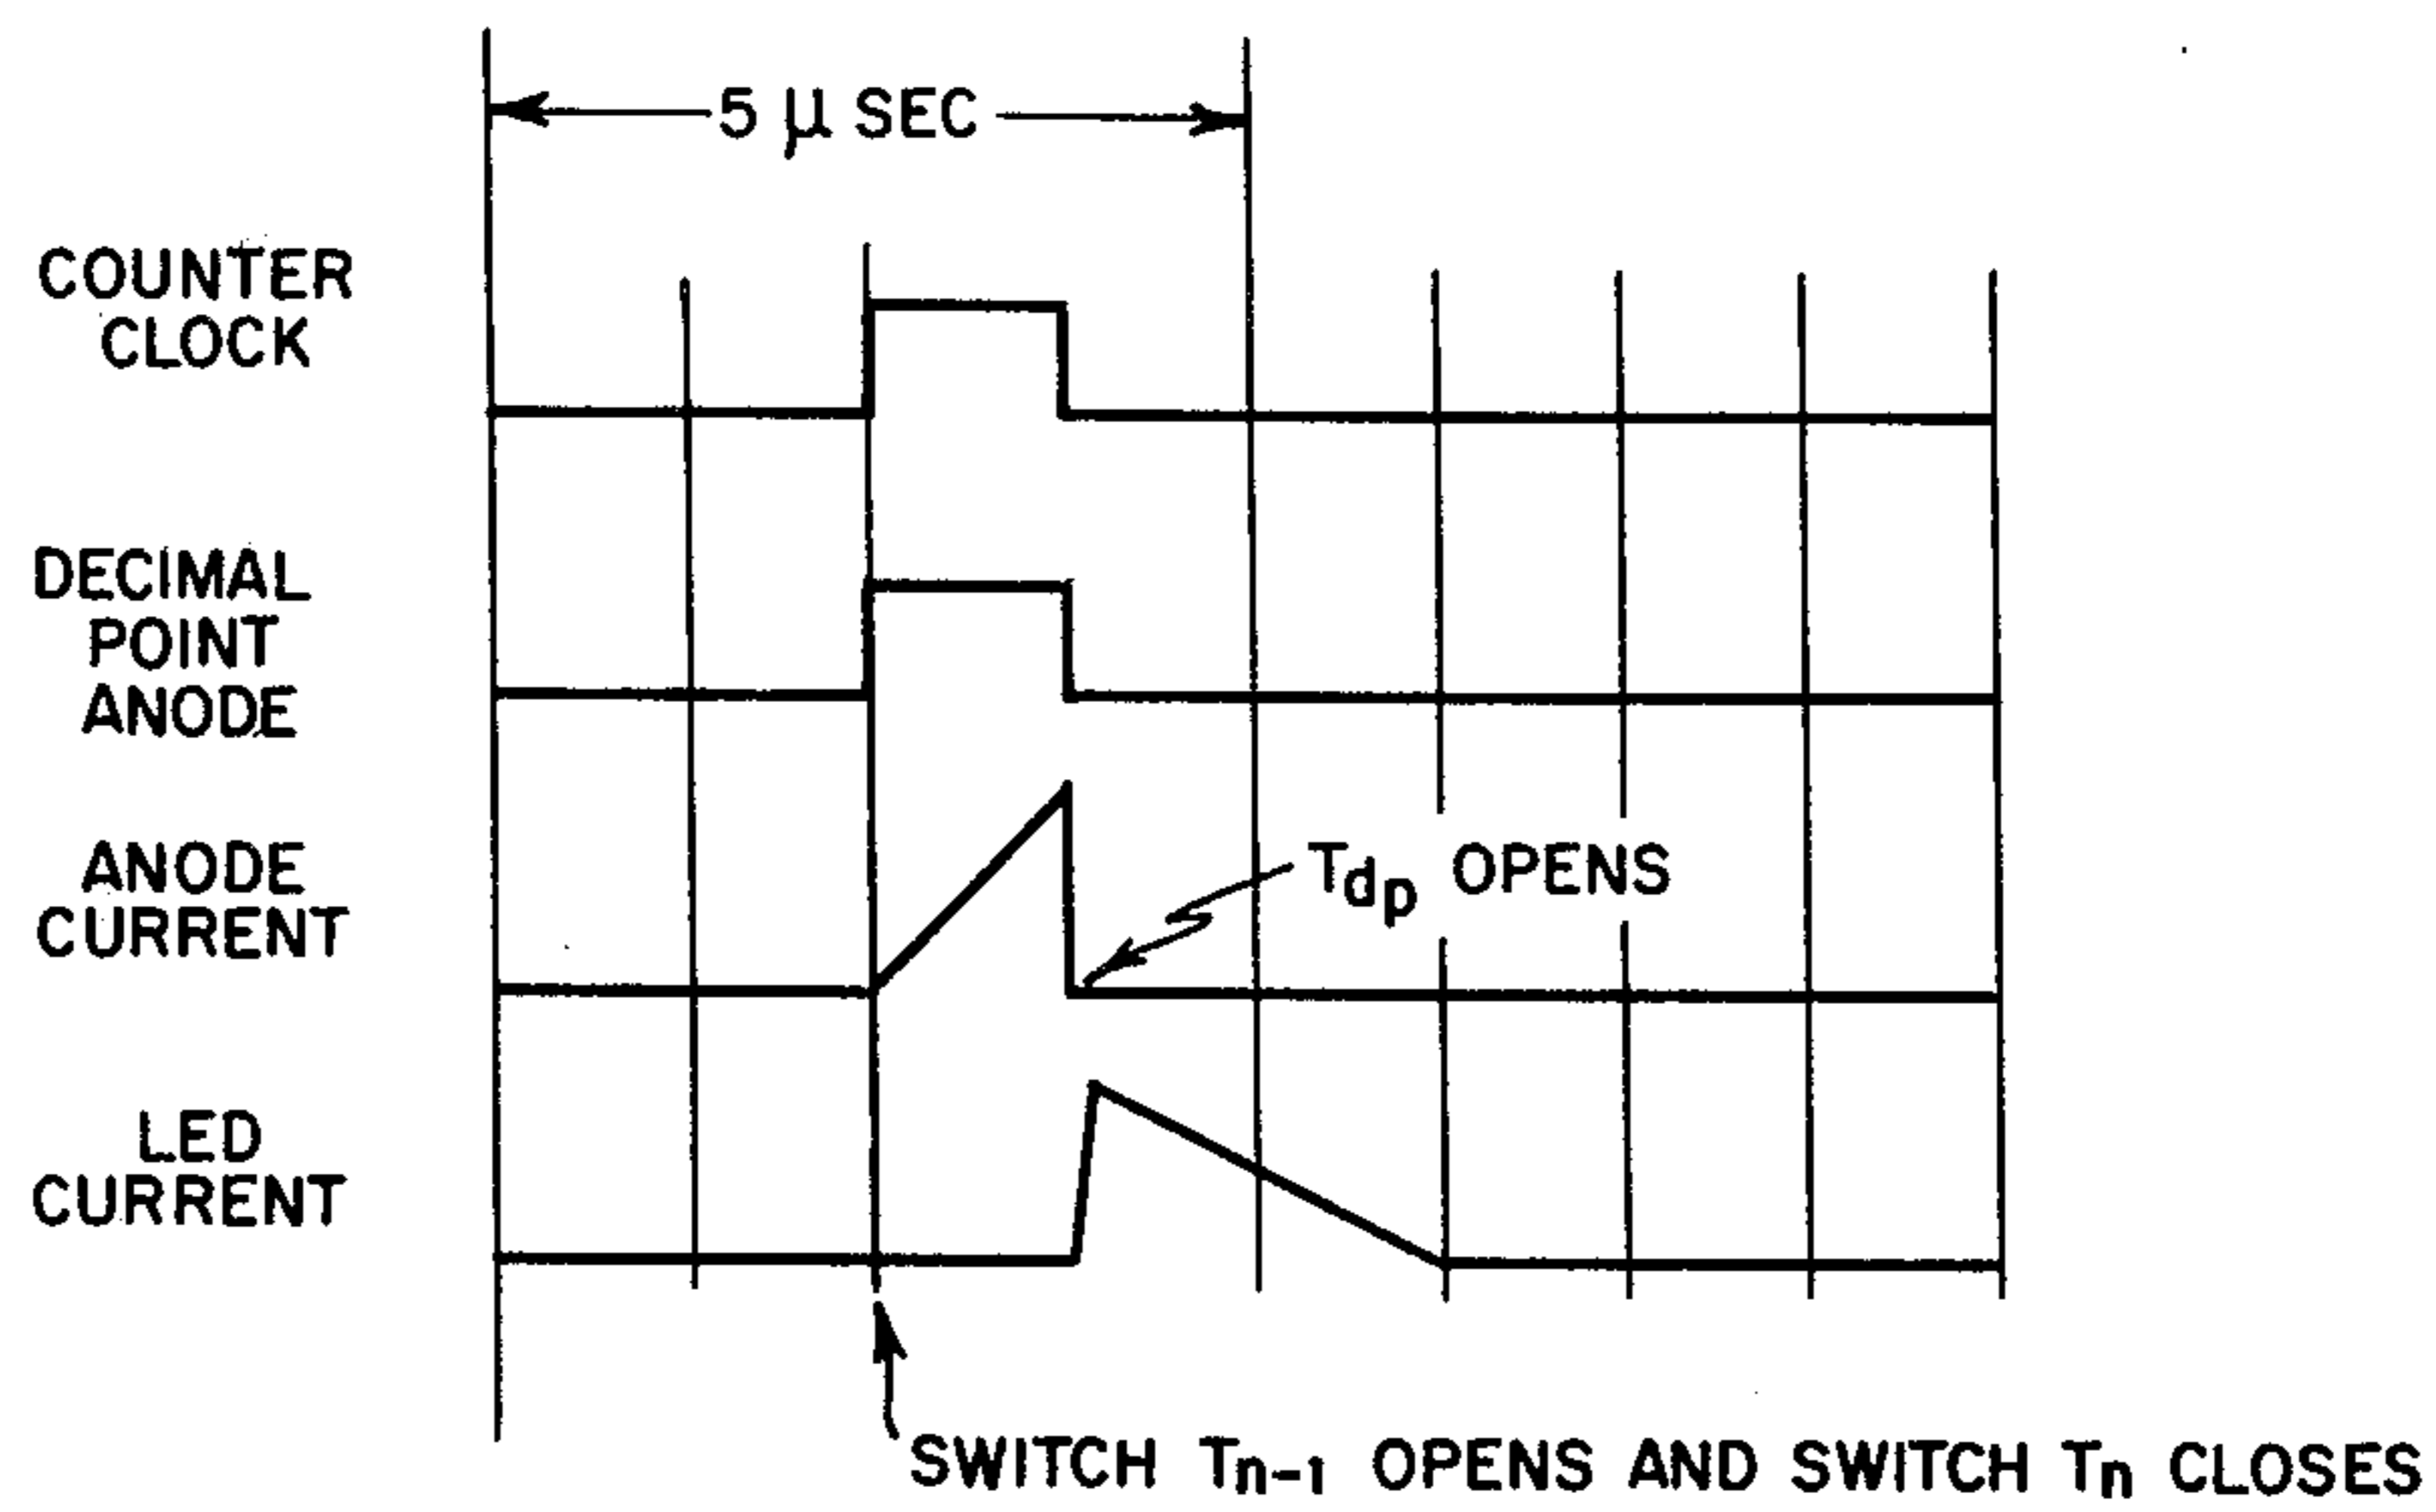 5 μ SEC
COUNTER
CLOCK
DECIMAL
POINT
ANODE
ANODE
CURRENT
Tdp OPENS
LED
CURRENT
SWITCH Tn-1 OPENS AND SWITCH Tn CLOSES